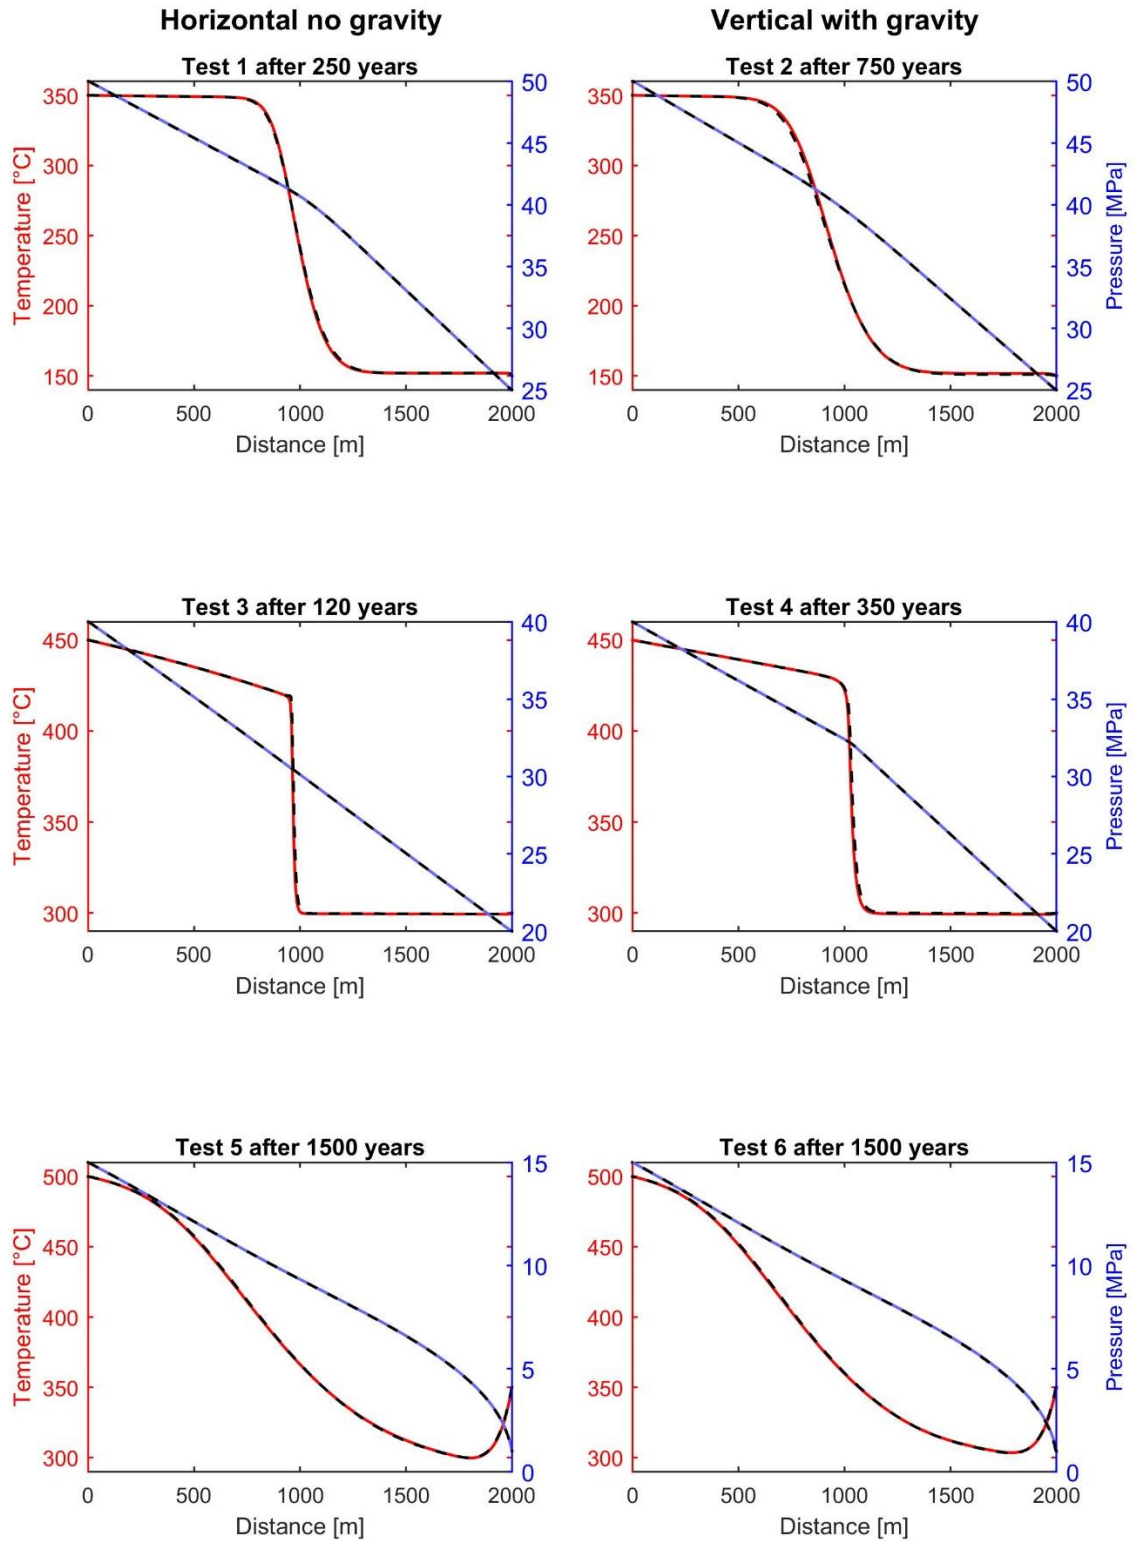 Horizontal no gravity
Vertical with gravity
Test 1 after 250 years
Test 2 after 750 years
Temperature [°C]
350
300
250
200
150
50
45
40
35
30
25
0 500 1000 1500 2000
Distance [m]
350
300
250
200
150
50
45
40
35
30
25
Pressure [MPa]
0 500 1000 1500 2000
Distance [m]
Test 3 after 120 years
Test 4 after 350 years
Temperature [°C]
450
400
350
300
40
35
30
25
20
0 500 1000 1500 2000
Distance [m]
450
400
350
300
40
35
30
25
20
Pressure [MPa]
0 500 1000 1500 2000
Distance [m]
Test 5 after 1500 years
Test 6 after 1500 years
Temperature [°C]
500
450
400
350
300
15
10
5
0
0 500 1000 1500 2000
Distance [m]
500
450
400
350
300
15
10
5
0
Pressure [MPa]
0 500 1000 1500 2000
Distance [m]